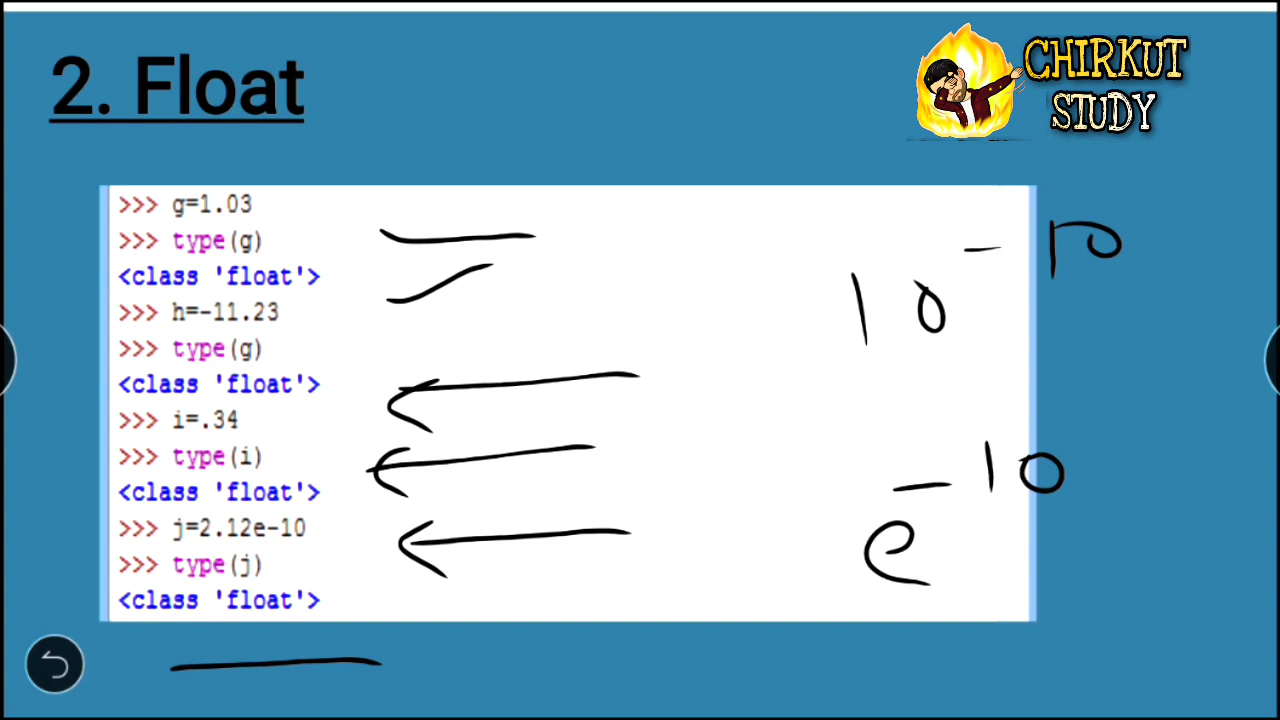 2. Float
CHIRKUT
STUDY
>>> g=1.03
>>> type(g)
<class 'float'>
>>> h=-11.23
>>> type(g)
<class 'float'>
>>> i=.34
>>> type(i)
<class 'float'>
>>> j=2.12e-10
>>> type(j)
<class 'float'>
10 -10
e -10